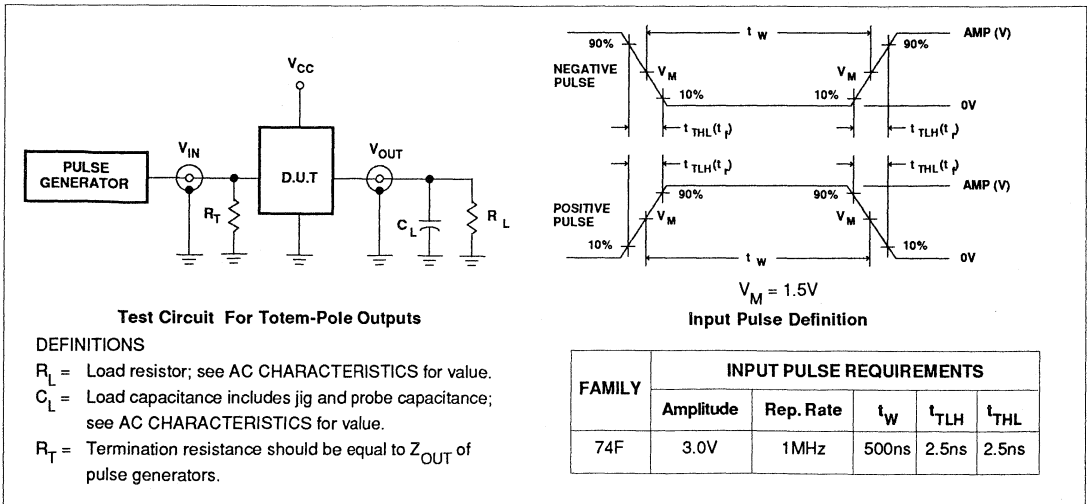 V_CC
V_IN
V_OUT
PULSE GENERATOR
D.U.T
R_T
C_L
R_L
Test Circuit For Totem-Pole Outputs
DEFINITIONS
R_L = Load resistor; see AC CHARACTERISTICS for value.
C_L = Load capacitance includes jig and probe capacitance;
see AC CHARACTERISTICS for value.
R_T = Termination resistance should be equal to Z_OUT of
pulse generators.
t_W AMP (V)
90% 90%
NEGATIVE PULSE
V_M V_M
10% 10%
0V
t_THL(t_f) t_TLH(t_r)
t_TLH(t_r) t_THL(t_f)
AMP (V)
90% 90%
POSITIVE PULSE
V_M V_M
10% 10%
t_W 0V
V_M = 1.5V
Input Pulse Definition
FAMILY INPUT PULSE REQUIREMENTS
Amplitude Rep. Rate t_W t_TLH t_THL
74F 3.0V 1MHz 500ns 2.5ns 2.5ns